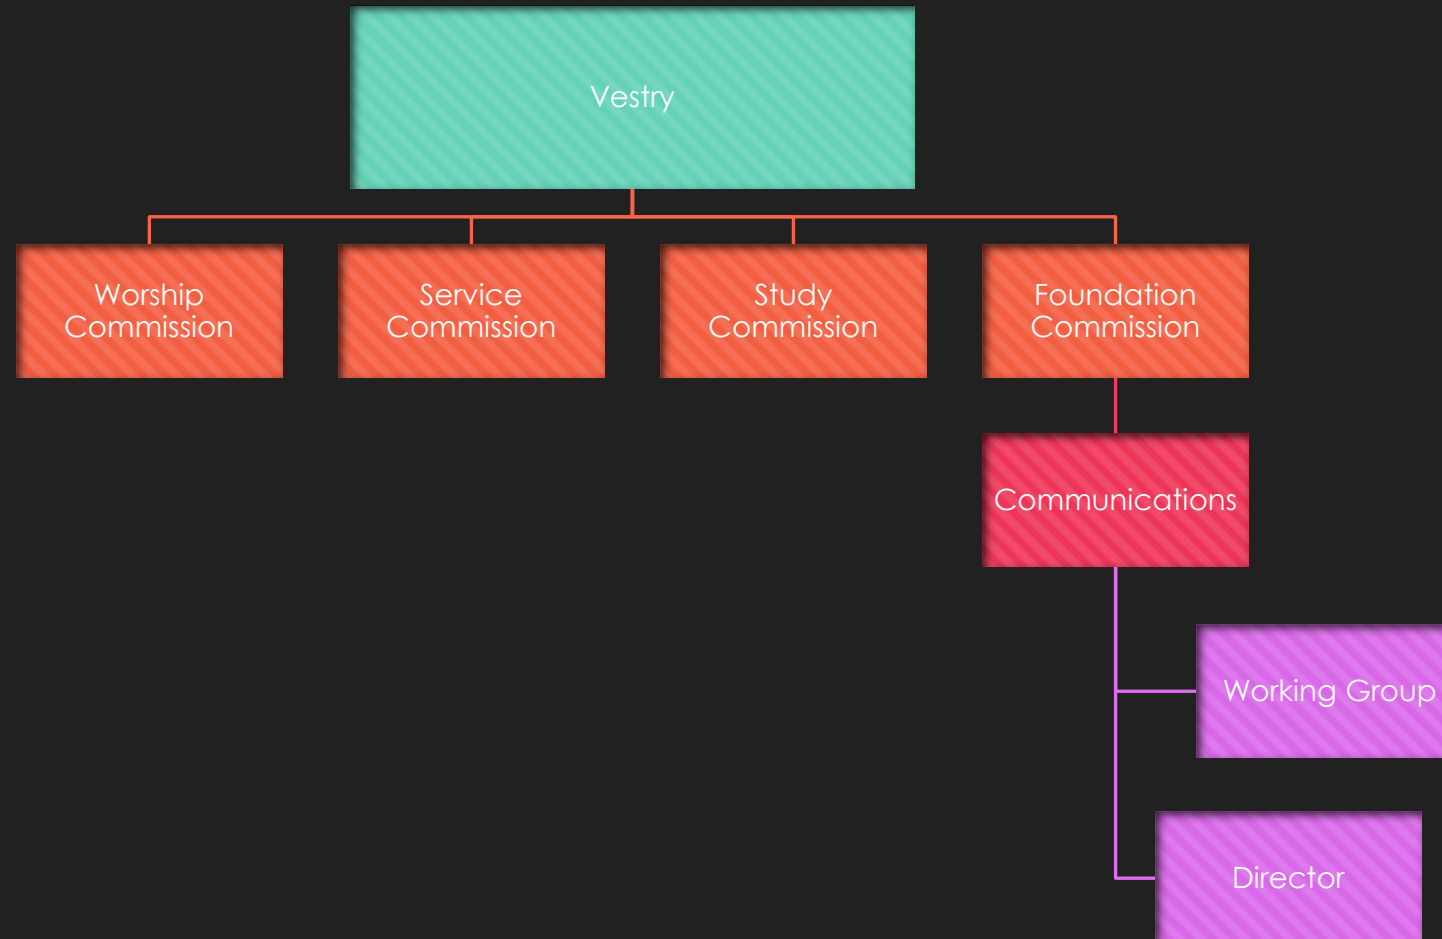 Vestry
Worship
Commission
Service
Commission
Study
Commission
Foundation
Commission
Communications
Working Group
Director